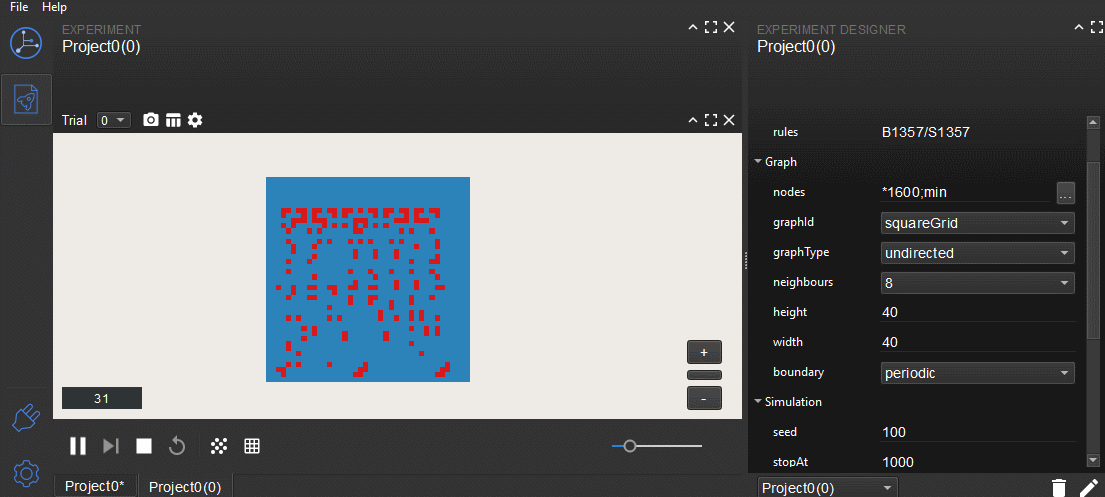 File Help
EXPERIMENT
Project0(0)
EXPERIMENT DESIGNER
Project0(0)
Trial 0
rules B1357/S1357
Graph
nodes *1600;min ...
graphId squareGrid
graphType undirected
neighbours 8
height 40
width 40
boundary periodic
Simulation
seed 100
stopAt 1000
+
-
31
Project0* Project0(0)
Project0(0)